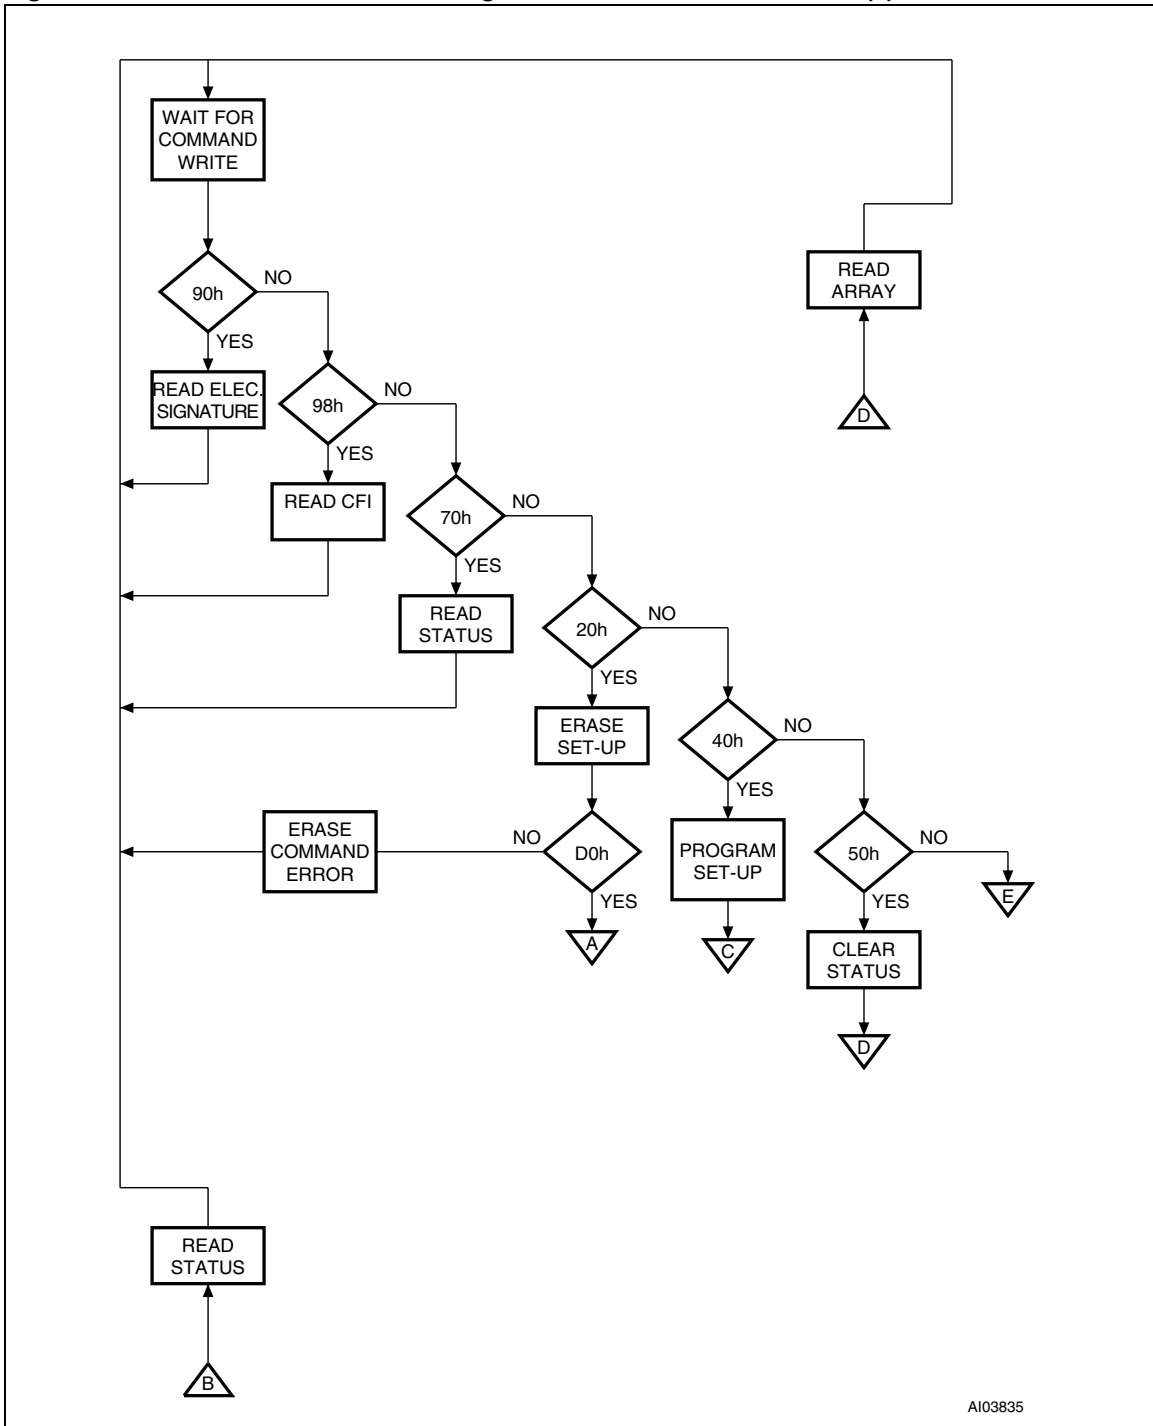 WAIT FOR
COMMAND
WRITE
90h
NO
YES
READ
ARRAY
READ ELEC.
SIGNATURE
98h
NO
YES
D
READ CFI
70h
NO
YES
READ
STATUS
20h
NO
YES
ERASE
SET-UP
40h
NO
YES
ERASE
COMMAND
ERROR
NO
D0h
YES
PROGRAM
SET-UP
50h
NO
YES
E
A
C
CLEAR
STATUS
D
READ
STATUS
B
AI03835